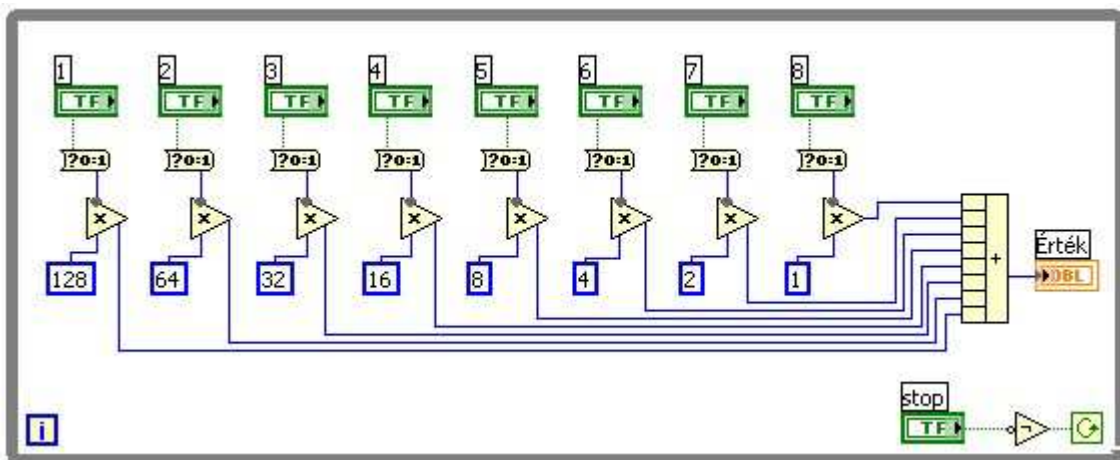 1 2 3 4 5 6 7 8
TF TF TF TF TF TF TF TF
?0:1 ?0:1 ?0:1 ?0:1 ?0:1 ?0:1 ?0:1 ?0:1
× × × × × × × ×
128 64 32 16 8 4 2 1
+
Érték
DBL
stop
TF
i